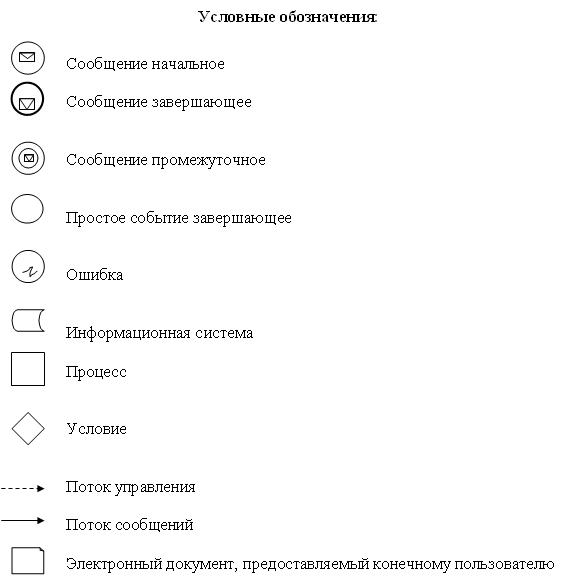 Условные обозначения:
Сообщение начальное
Сообщение завершающее
Сообщение промежуточное
Простое событие завершающее
Ошибка
Информационная система
Процесс
Условие
Поток управления
Поток сообщений
Электронный документ, предоставляемый конечному пользователю